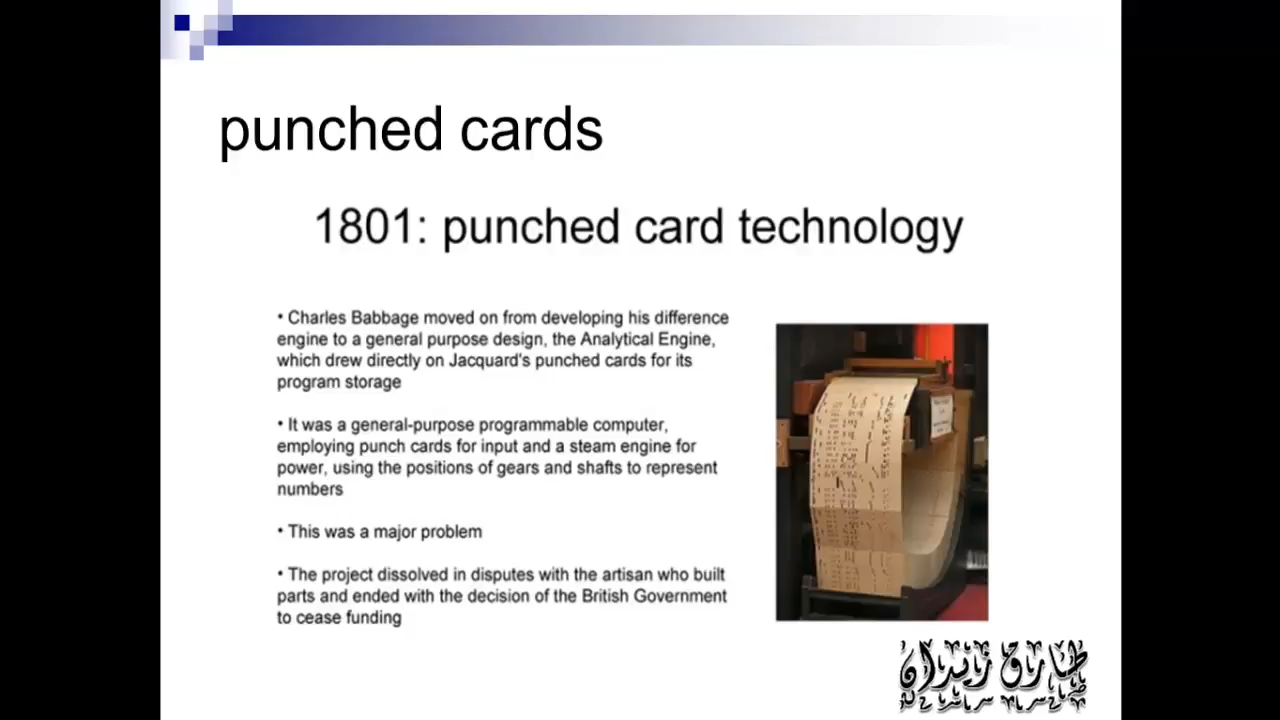 punched cards
1801: punched card technology
• Charles Babbage moved on from developing his difference
engine to a general purpose design, the Analytical Engine,
which drew directly on Jacquard's punched cards for its
program storage
• It was a general-purpose programmable computer,
employing punch cards for input and a steam engine for
power, using the positions of gears and shafts to represent
numbers
• This was a major problem
• The project dissolved in disputes with the artisan who built
parts and ended with the decision of the British Government
to cease funding
طارق زيدان